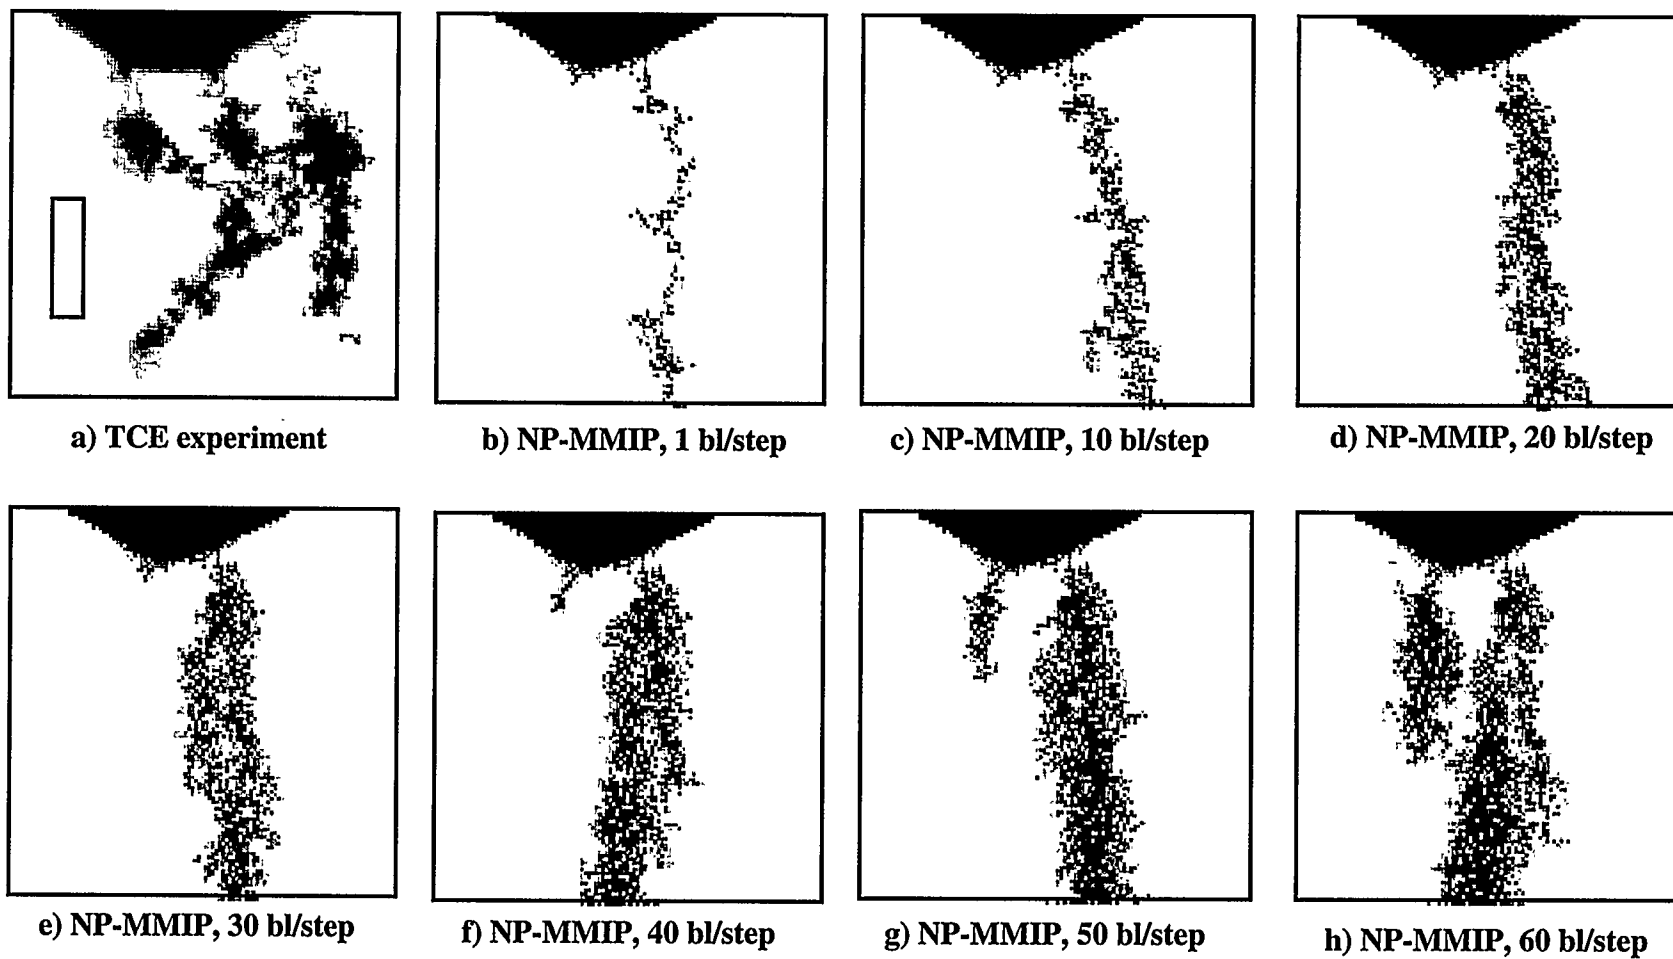 a) TCE experiment
b) NP-MMIP, 1 bl/step
c) NP-MMIP, 10 bl/step
d) NP-MMIP, 20 bl/step
e) NP-MMIP, 30 bl/step
f) NP-MMIP, 40 bl/step
g) NP-MMIP, 50 bl/step
h) NP-MMIP, 60 bl/step